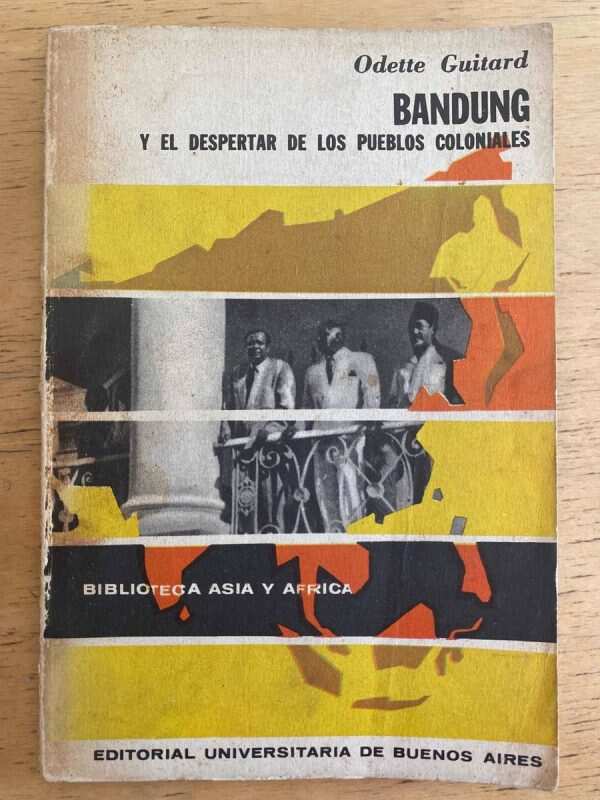 Odette Guitard
BANDUNG
Y EL DESPERTAR DE LOS PUEBLOS COLONIALES
BIBLIOTECA ASIA Y AFRICA
EDITORIAL UNIVERSITARIA DE BUENOS AIRES